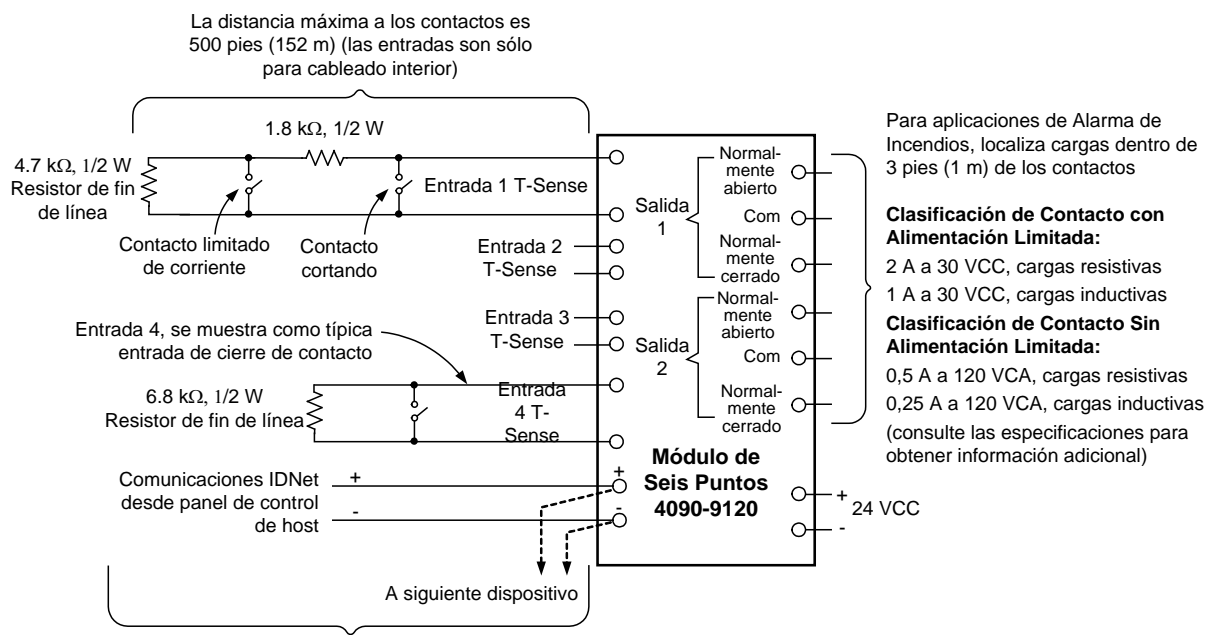 La distancia máxima a los contactos es
500 pies (152 m) (las entradas son sólo
para cableado interior)
1.8 kΩ, 1/2 W
4.7 kΩ, 1/2 W
Resistor de fin
de línea
Contacto limitado
de corriente
Contacto
cortando
Entrada 1 T-Sense
Entrada 2
T-Sense
Entrada 3
T-Sense
Entrada 4, se muestra como típica
entrada de cierre de contacto
6.8 kΩ, 1/2 W
Resistor de fin de línea
Entrada
4 T-
Sense
Comunicaciones IDNet
desde panel de control
de host
+
-
+
-
A siguiente dispositivo
Salida
1
Normal-
mente
abierto
Com
Normal-
mente
cerrado
Salida
2
Normal-
mente
abierto
Com
Normal-
mente
cerrado
Módulo de
Seis Puntos
4090-9120
+
24 VCC
-
Para aplicaciones de Alarma de
Incendios, localiza cargas dentro de
3 pies (1 m) de los contactos
Clasificación de Contacto con
Alimentación Limitada:
2 A a 30 VCC, cargas resistivas
1 A a 30 VCC, cargas inductivas
Clasificación de Contacto Sin
Alimentación Limitada:
0,5 A a 120 VCA, cargas resistivas
0,25 A a 120 VCA, cargas inductivas
(consulte las especificaciones para
obtener información adicional)